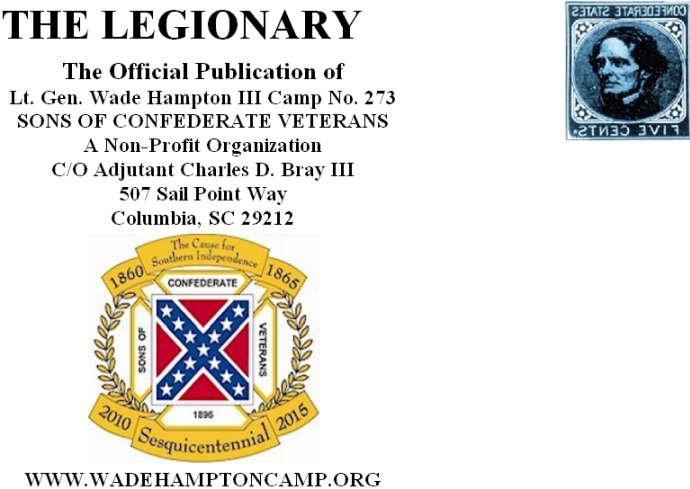 THE LEGIONARY
The Official Publication of
Lt. Gen. Wade Hampton III Camp No. 273
SONS OF CONFEDERATE VETERANS
A Non-Profit Organization
C/O Adjutant Charles D. Bray III
507 Sail Point Way
Columbia, SC 29212
CONFEDERATE STATES
FIVE CENTS.
The Cause for
Southern Independence
1860 1865
CONFEDERATE
SONS OF
VETERANS
1896
2010 Sesquicentennial 2015
WWW.WADEHAMPTONCAMP.ORG